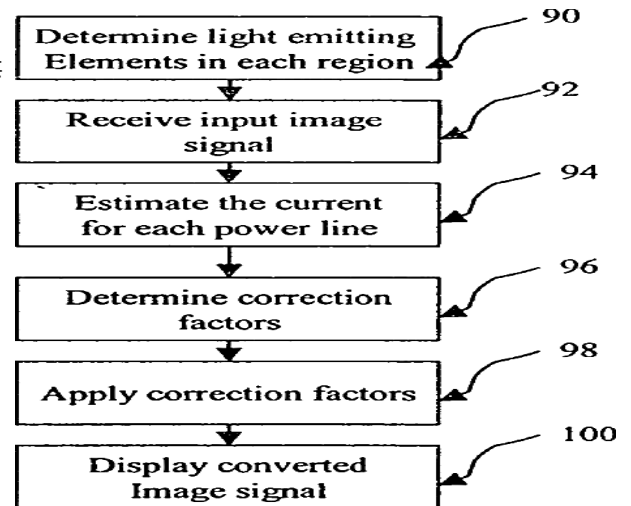 Determine light emitting
Elements in each region
90
Receive input image
signal
92
Estimate the current
for each power line
94
Determine correction
factors
96
Apply correction factors
98
Display converted
Image signal
100